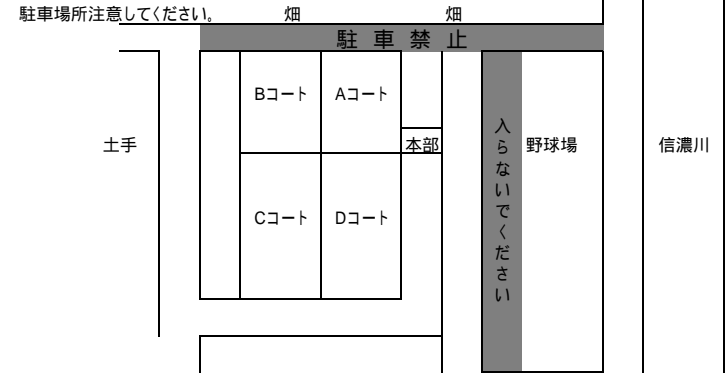 駐車場所注意してください。
畑
畑
駐車禁止
Bコート
Aコート
土手
本部
入らないでください
野球場
信濃川
Cコート
Dコート